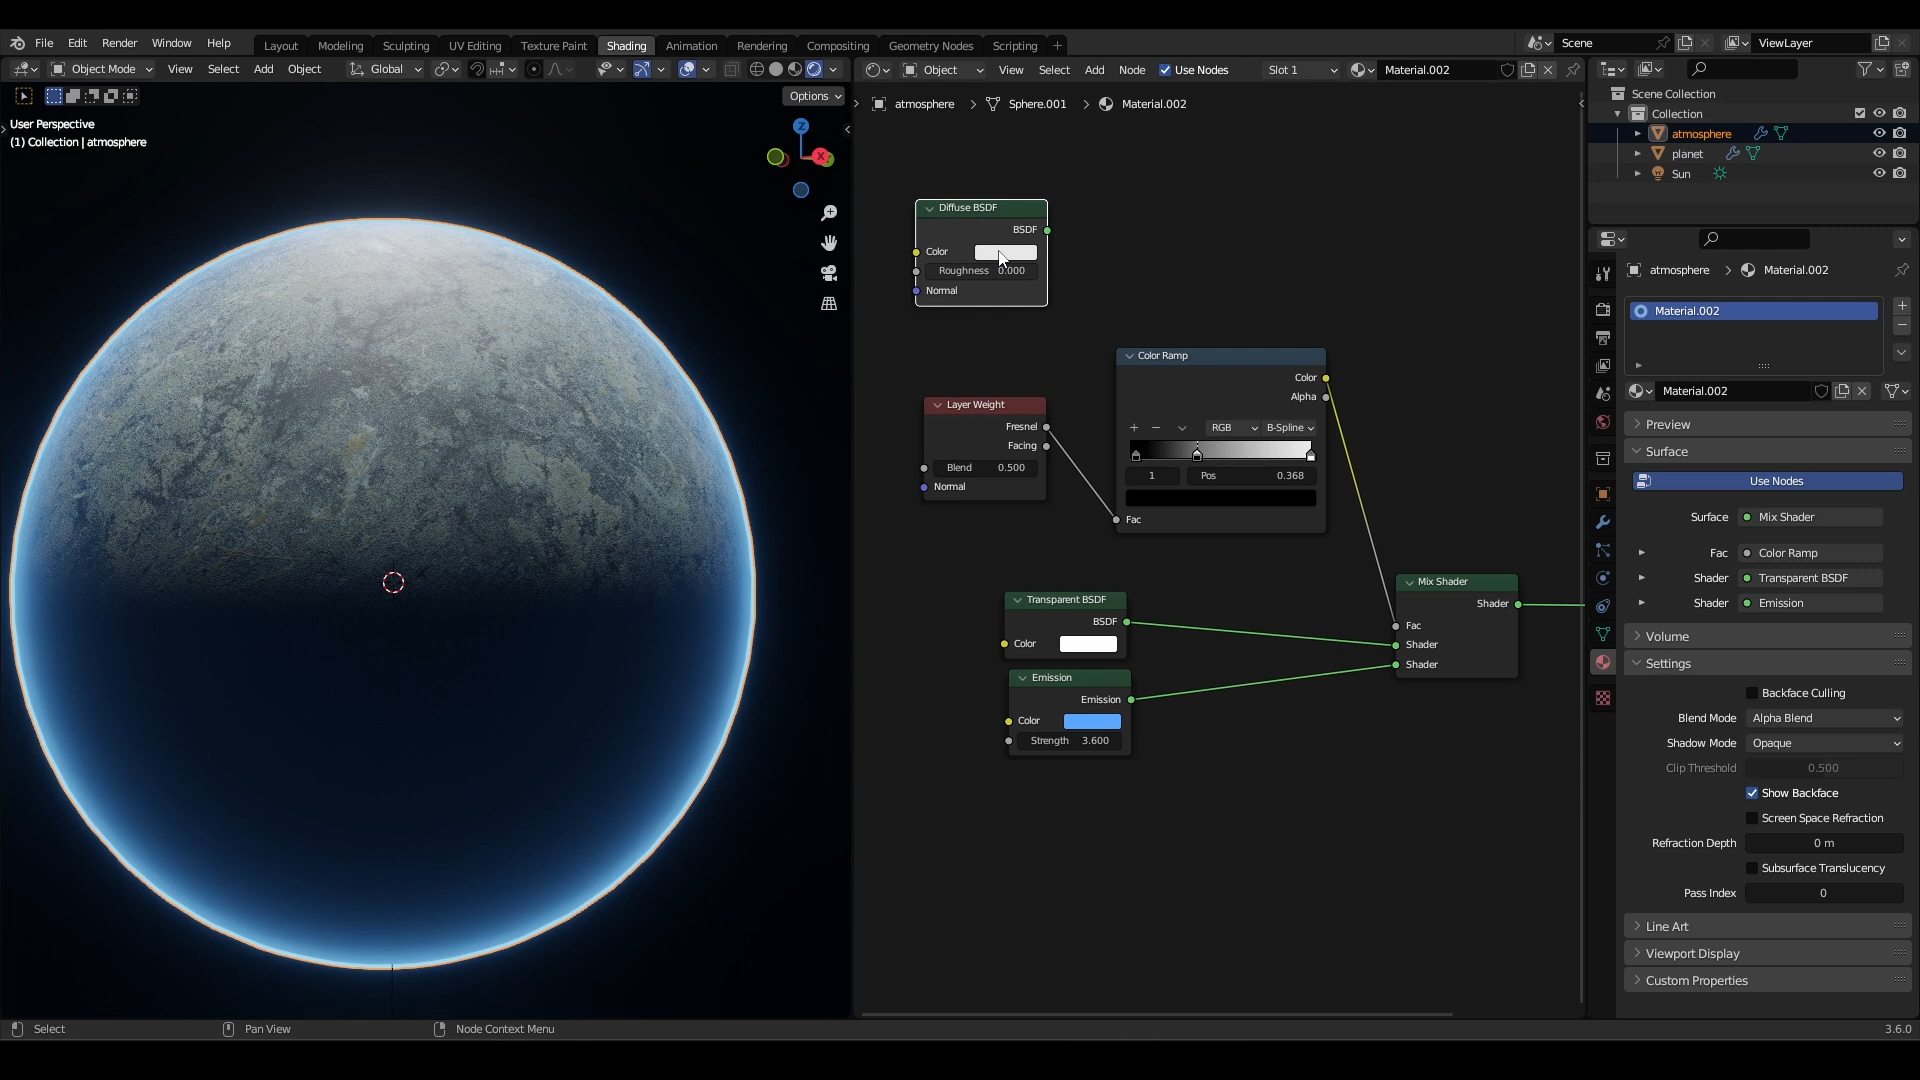 File Edit Render Window Help Layout Modeling Sculpting UV Editing Texture Paint Shading Animation Rendering Compositing Geometry Nodes Scripting + Scene ViewLayer
Object Mode View Select Add Object Global Object View Select Add Node Use Nodes Slot 1 Material.002
Options
atmosphere > Sphere.001 > Material.002
User Perspective
(1) Collection | atmosphere
Z
X
Diffuse BSDF
BSDF
Color
Roughness 0.000
Normal
Color Ramp
Color
Alpha
+ − RGB B-Spline
1 Pos 0.368
Fac
Layer Weight
Fresnel
Facing
Blend 0.500
Normal
Transparent BSDF
BSDF
Color
Emission
Emission
Color
Strength 3.600
Mix Shader
Shader
Fac
Shader
Shader
Scene Collection
Collection
atmosphere
planet
Sun
atmosphere > Material.002
Material.002
Material.002
Preview
Surface
Use Nodes
Surface Mix Shader
Fac Color Ramp
Shader Transparent BSDF
Shader Emission
Volume
Settings
Backface Culling
Blend Mode Alpha Blend
Shadow Mode Opaque
Clip Threshold 0.500
Show Backface
Screen Space Refraction
Refraction Depth 0 m
Subsurface Translucency
Pass Index 0
Line Art
Viewport Display
Custom Properties
Select Pan View Node Context Menu 3.6.0